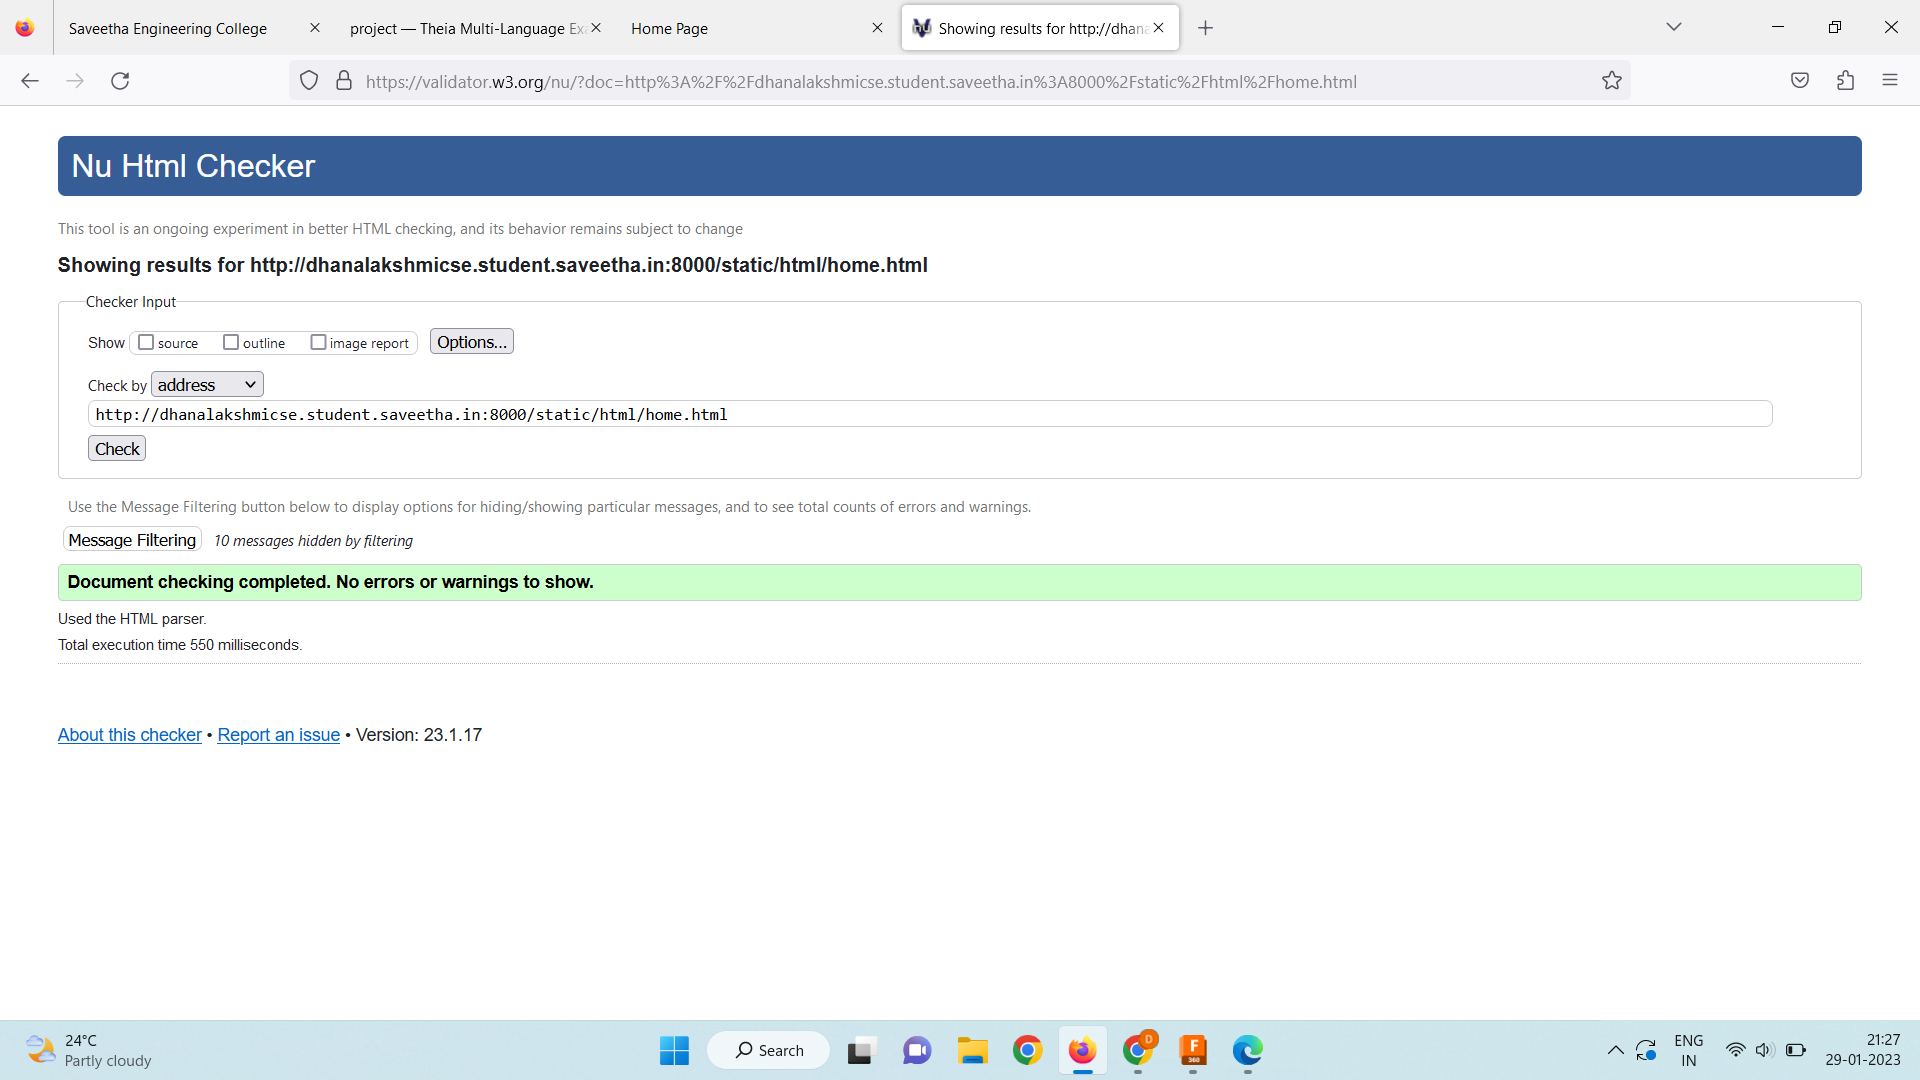 Saveetha Engineering College
project — Theia Multi-Language Ex
Home Page
Showing results for http://dhana
https://validator.w3.org/nu/?doc=http%3A%2F%2Fdhanalakshmicse.student.saveetha.in%3A8000%2Fstatic%2Fhtml%2Fhome.html
Nu Html Checker
This tool is an ongoing experiment in better HTML checking, and its behavior remains subject to change
Showing results for http://dhanalakshmicse.student.saveetha.in:8000/static/html/home.html
Checker Input
Show source outline image report Options...
Check by address
http://dhanalakshmicse.student.saveetha.in:8000/static/html/home.html
Check
Use the Message Filtering button below to display options for hiding/showing particular messages, and to see total counts of errors and warnings.
Message Filtering 10 messages hidden by filtering
Document checking completed. No errors or warnings to show.
Used the HTML parser.
Total execution time 550 milliseconds.
About this checker • Report an issue • Version: 23.1.17
24°C
Partly cloudy
Search
D
F
360
ENG
IN
21:27
29-01-2023